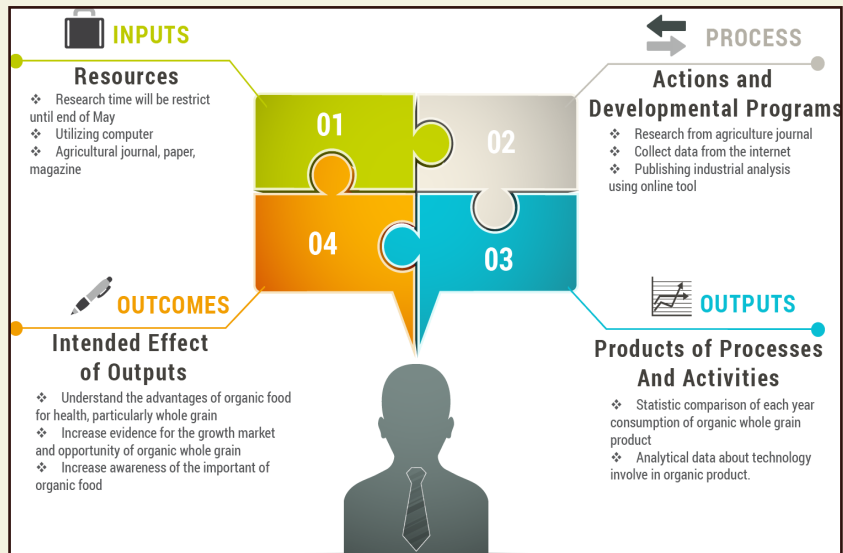 INPUTS
Resources
❖ Research time will be restrict
until end of May
❖ Utilizing computer
❖ Agricultural journal, paper,
magazine
PROCESS
Actions and
Developmental Programs
❖ Research from agriculture journal
❖ Collect data from the internet
❖ Publishing industrial analysis
using online tool
01
02
04
03
OUTCOMES
Intended Effect
of Outputs
❖ Understand the advantages of organic food
for health, particularly whole grain
❖ Increase evidence for the growth market
and opportunity of organic whole grain
❖ Increase awareness of the important of
organic food
OUTPUTS
Products of Processes
And Activities
❖ Statistic comparison of each year
consumption of organic whole grain
product
❖ Analytical data about technology
involve in organic product.